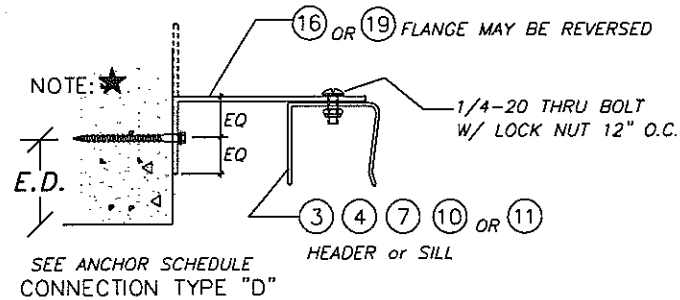 16 OR 19 FLANGE MAY BE REVERSED
NOTE: ★
1/4-20 THRU BOLT
W/ LOCK NUT 12" O.C.
EQ
EQ
E.D.
3 4 7 10 OR 11
HEADER or SILL
SEE ANCHOR SCHEDULE
CONNECTION TYPE "D"